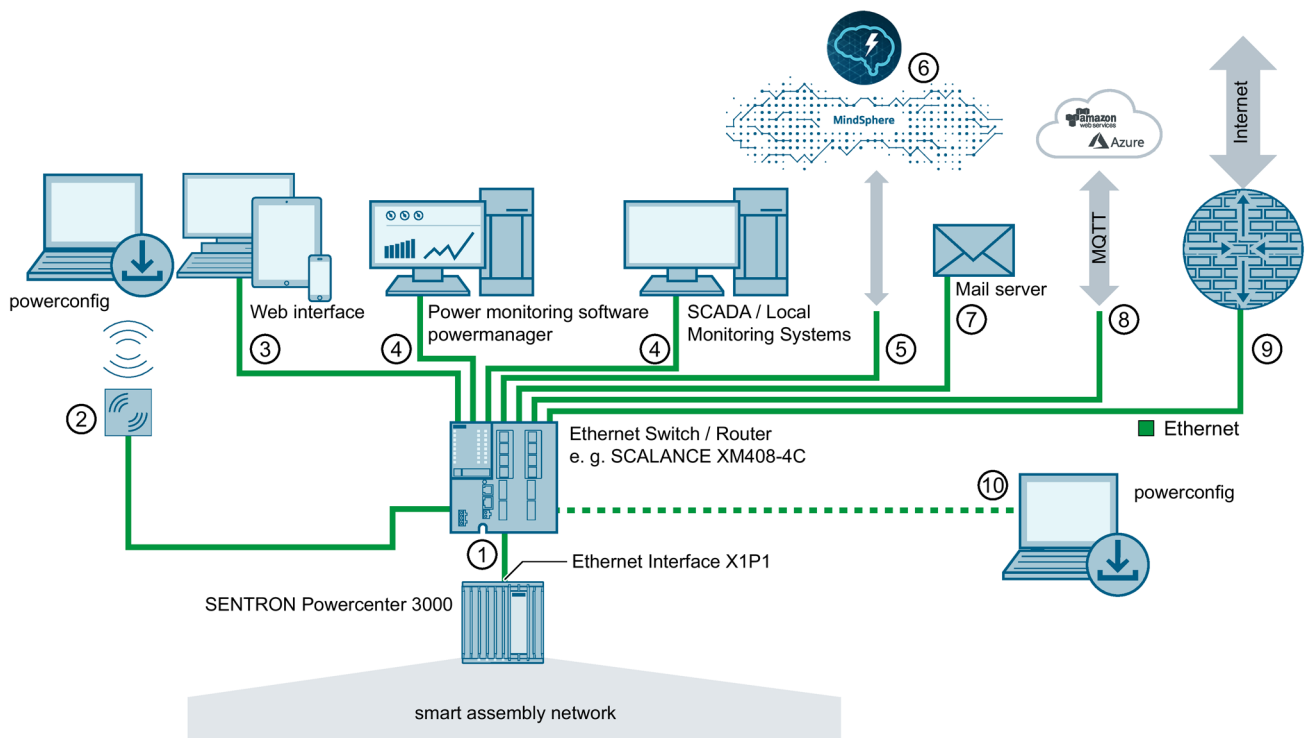 6
MindSphere
amazon
web services
Azure
Internet
MQTT
powerconfig
Web interface
Power monitoring software
powermanager
SCADA / Local
Monitoring Systems
Mail server
3
4
4
5
7
8
9
2
Ethernet Switch / Router
e. g. SCALANCE XM408-4C
Ethernet
10
powerconfig
1
Ethernet Interface X1P1
SENTRON Powercenter 3000
smart assembly network